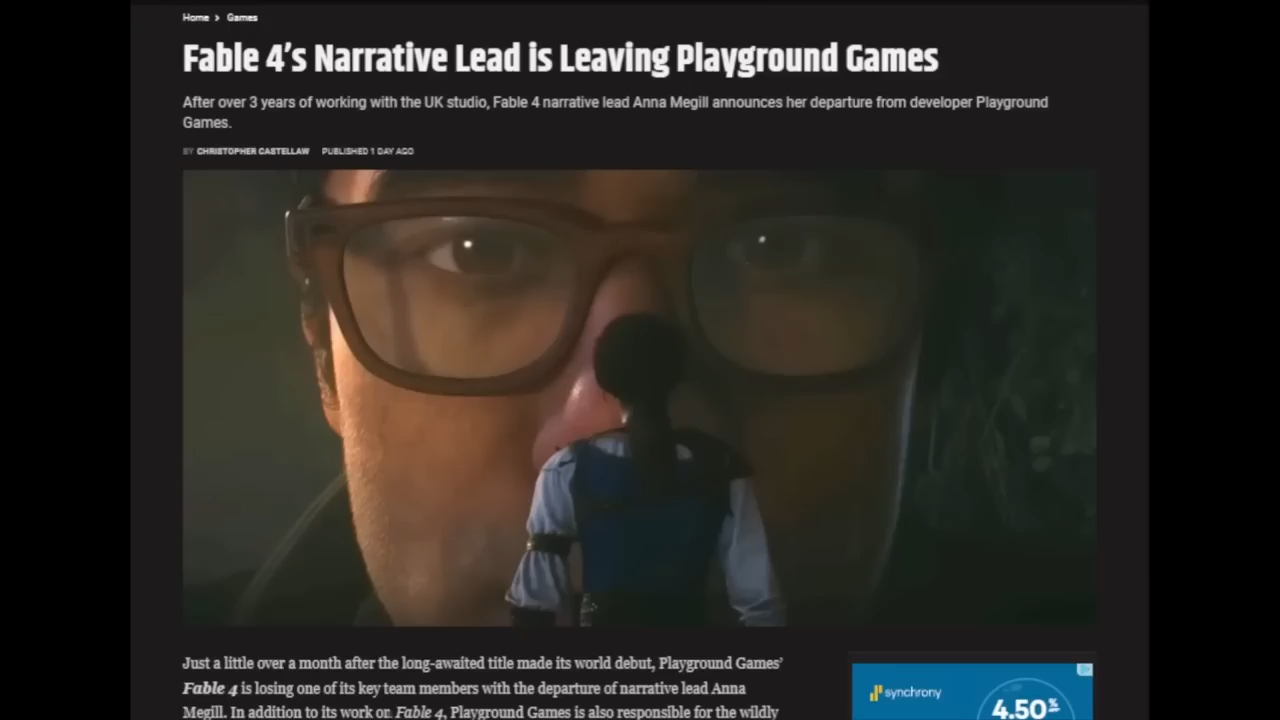 Home > Games
Fable 4's Narrative Lead is Leaving Playground Games
After over 3 years of working with the UK studio, Fable 4 narrative lead Anna Megill announces her departure from developer Playground
Games.
BY CHRISTOPHER CASTELLAW PUBLISHED 1 DAY AGO
Just a little over a month after the long-awaited title made its world debut, Playground Games'
Fable 4 is losing one of its key team members with the departure of narrative lead Anna
Megill. In addition to its work on Fable 4, Playground Games is also responsible for the wildly
synchrony
4.50%